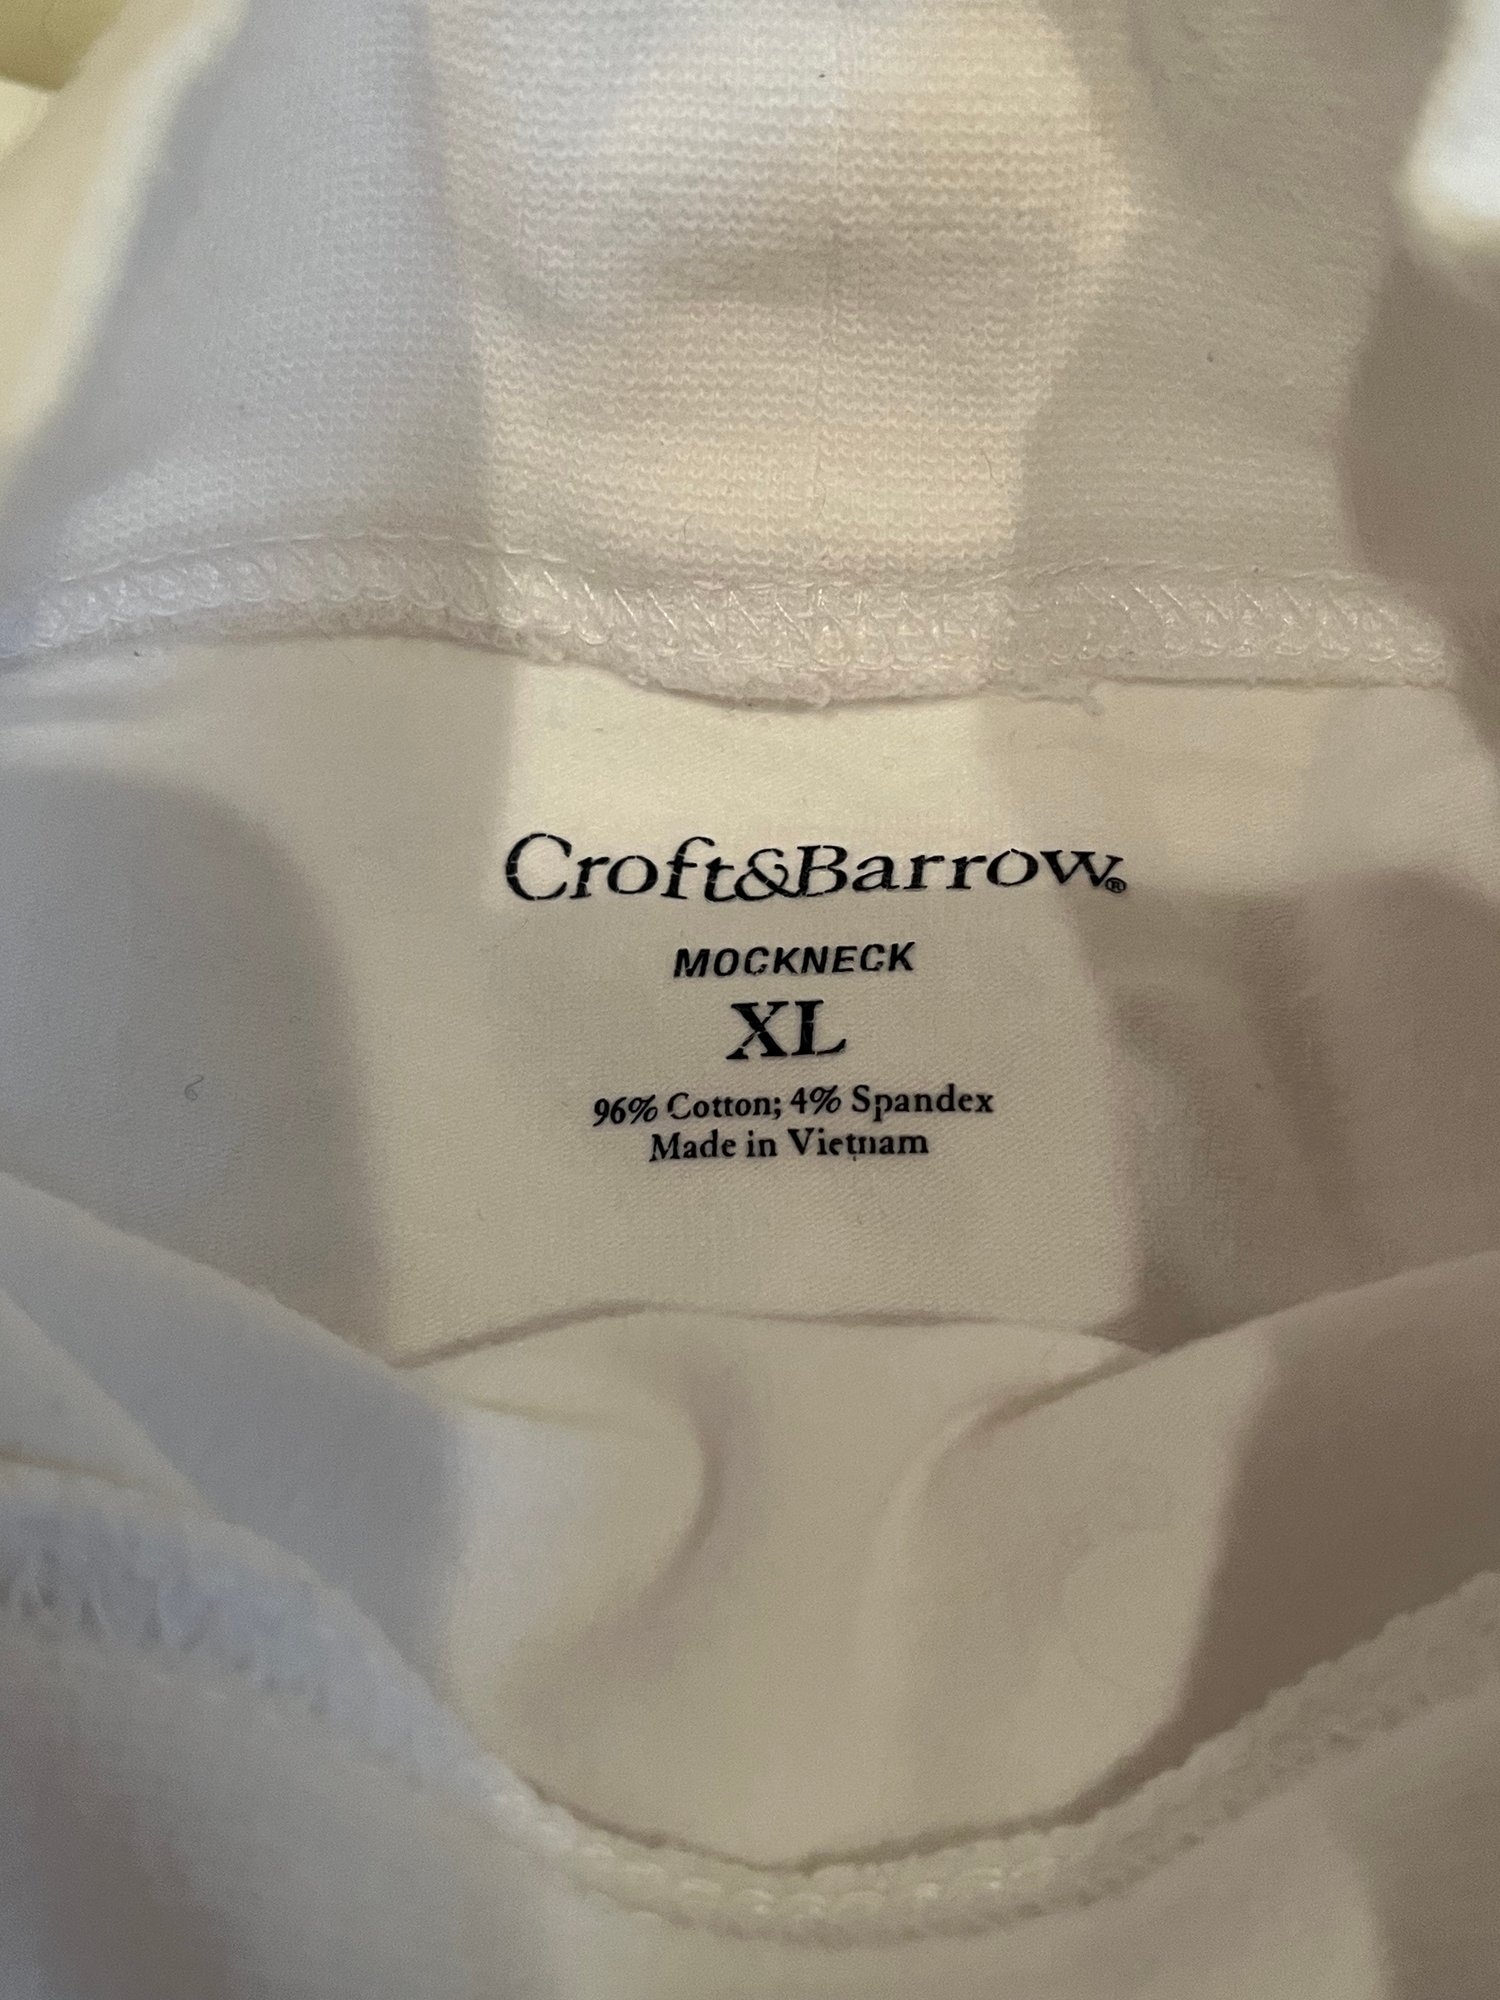 Croft&Barrow®
MOCKNECK
XL
96% Cotton; 4% Spandex
Made in Vietnam